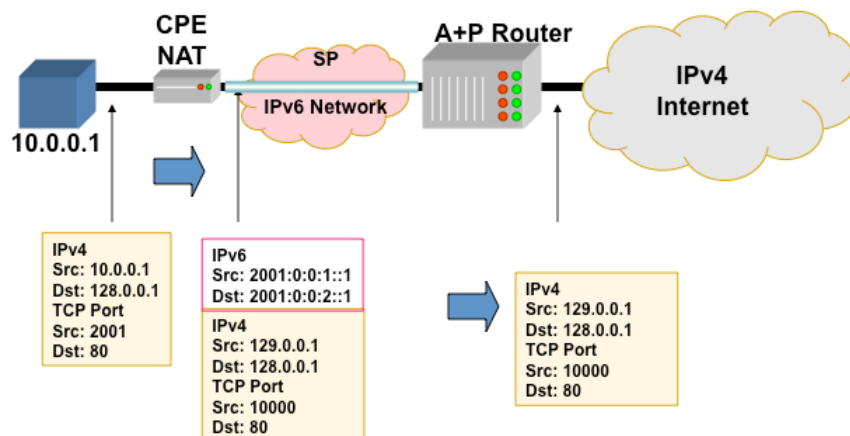 CPE
NAT
SP
IPv6 Network
A+P Router
IPv4
Internet
10.0.0.1
IPv4
Src: 10.0.0.1
Dst: 128.0.0.1
TCP Port
Src: 2001
Dst: 80
IPv6
Src: 2001:0:0:1::1
Dst: 2001:0:0:2::1
IPv4
Src: 129.0.0.1
Dst: 128.0.0.1
TCP Port
Src: 10000
Dst: 80
IPv4
Src: 129.0.0.1
Dst: 128.0.0.1
TCP Port
Src: 10000
Dst: 80